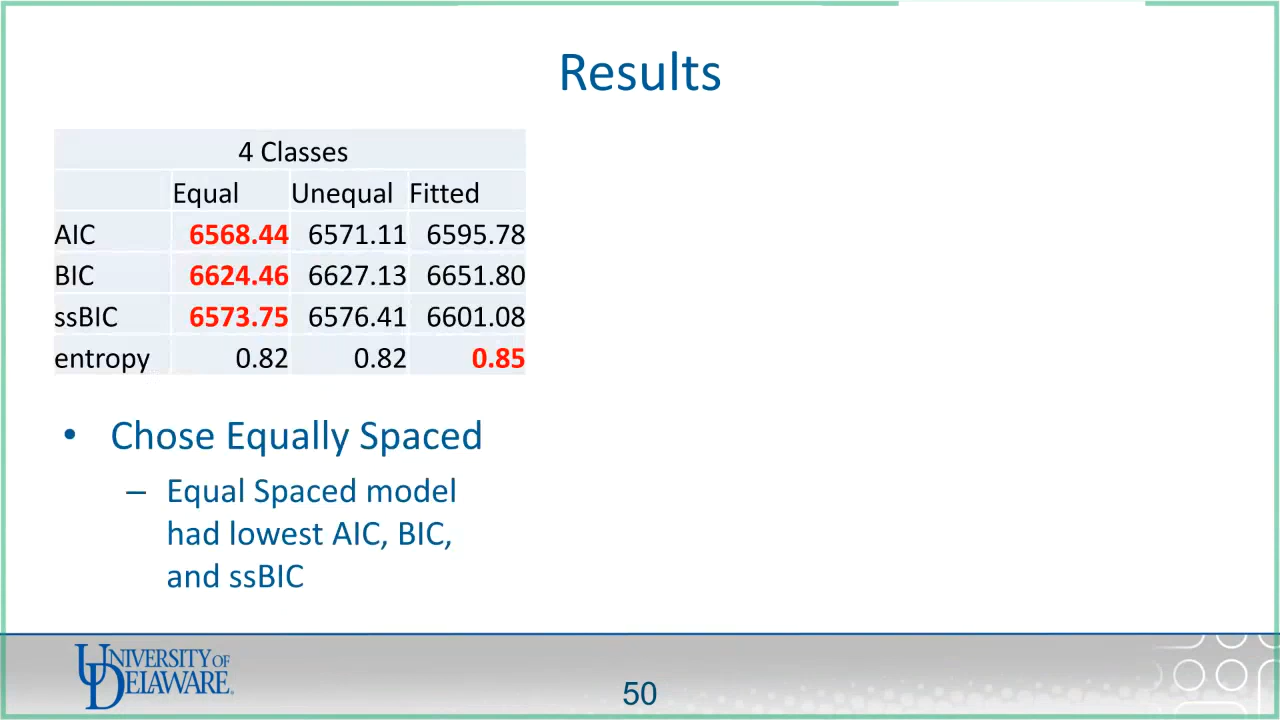 Results
4 Classes
Equal Unequal Fitted
AIC 6568.44 6571.11 6595.78
BIC 6624.46 6627.13 6651.80
ssBIC 6573.75 6576.41 6601.08
entropy 0.82 0.82 0.85
• Chose Equally Spaced
– Equal Spaced model
had lowest AIC, BIC,
and ssBIC
UNIVERSITY OF
DELAWARE.
50